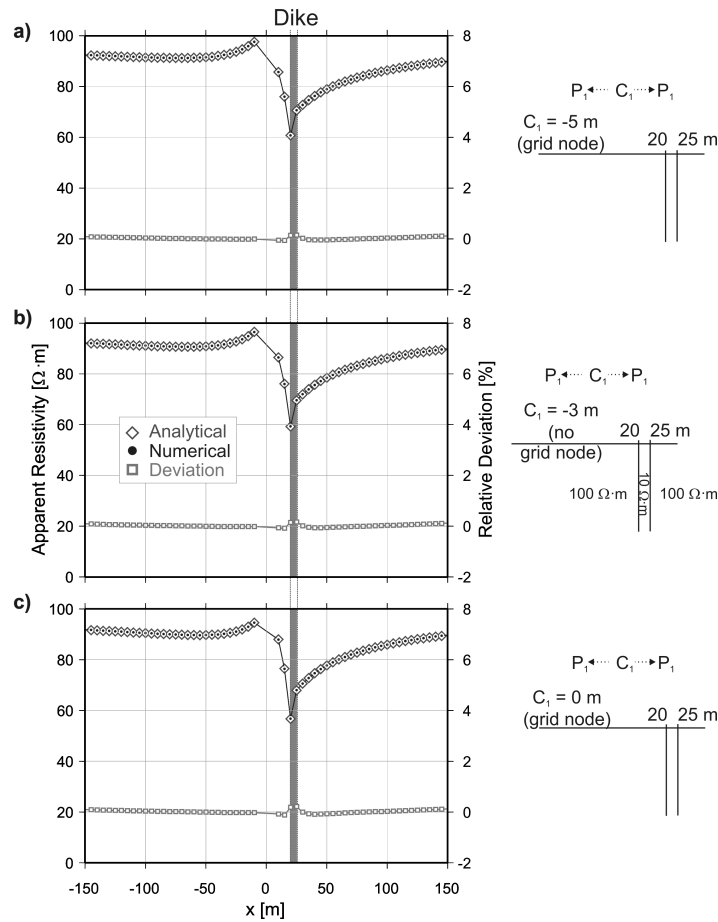 Dike
a)
100
80
60
40
20
0
8
6
4
2
0
-2
P₁ C₁ P₁
C₁ = -5 m
(grid node)
20 25 m
b)
100
80
60
40
20
0
8
6
4
2
0
-2
Apparent Resistivity [Ω·m]
Relative Deviation [%]
Analytical
Numerical
Deviation
P₁ C₁ P₁
C₁ = -3 m
(no
grid node)
20 25 m
100 Ω·m
10 Ω·m
100 Ω·m
c)
100
80
60
40
20
0
8
6
4
2
0
-2
-150 -100 -50 0 50 100 150
x [m]
P₁ C₁ P₁
C₁ = 0 m
(grid node)
20 25 m